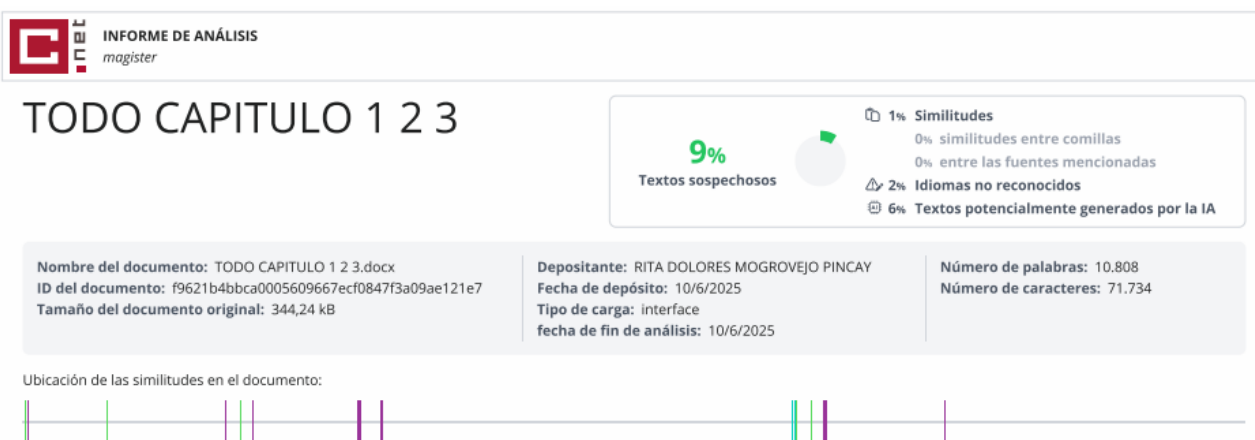 C
.net
INFORME DE ANÁLISIS
magister
TODO CAPITULO 1 2 3
9%
Textos sospechosos
1% Similitudes
0% similitudes entre comillas
0% entre las fuentes mencionadas
2% Idiomas no reconocidos
AI 6% Textos potencialmente generados por la IA
Nombre del documento: TODO CAPITULO 1 2 3.docx
ID del documento: f9621b4bbca0005609667ecf0847f3a09ae121e7
Tamaño del documento original: 344,24 kB
Depositante: RITA DOLORES MOGROVEJO PINCAY
Fecha de depósito: 10/6/2025
Tipo de carga: interface
fecha de fin de análisis: 10/6/2025
Número de palabras: 10.808
Número de caracteres: 71.734
Ubicación de las similitudes en el documento: